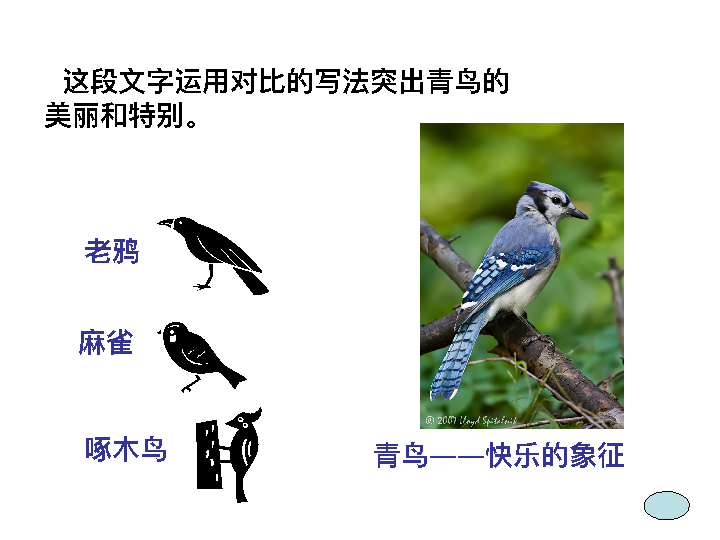 这段文字运用对比的写法突出青鸟的
美丽和特别。
老鸦
麻雀
啄木鸟
© 2007 Lloyd Spitalnik
青鸟——快乐的象征